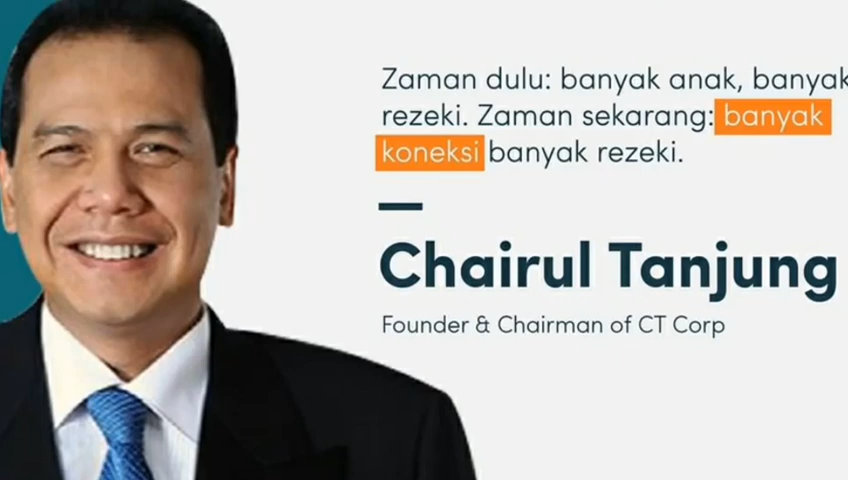 Zaman dulu: banyak anak, banyak
rezeki. Zaman sekarang: banyak
koneksi banyak rezeki.
Chairul Tanjung
Founder & Chairman of CT Corp